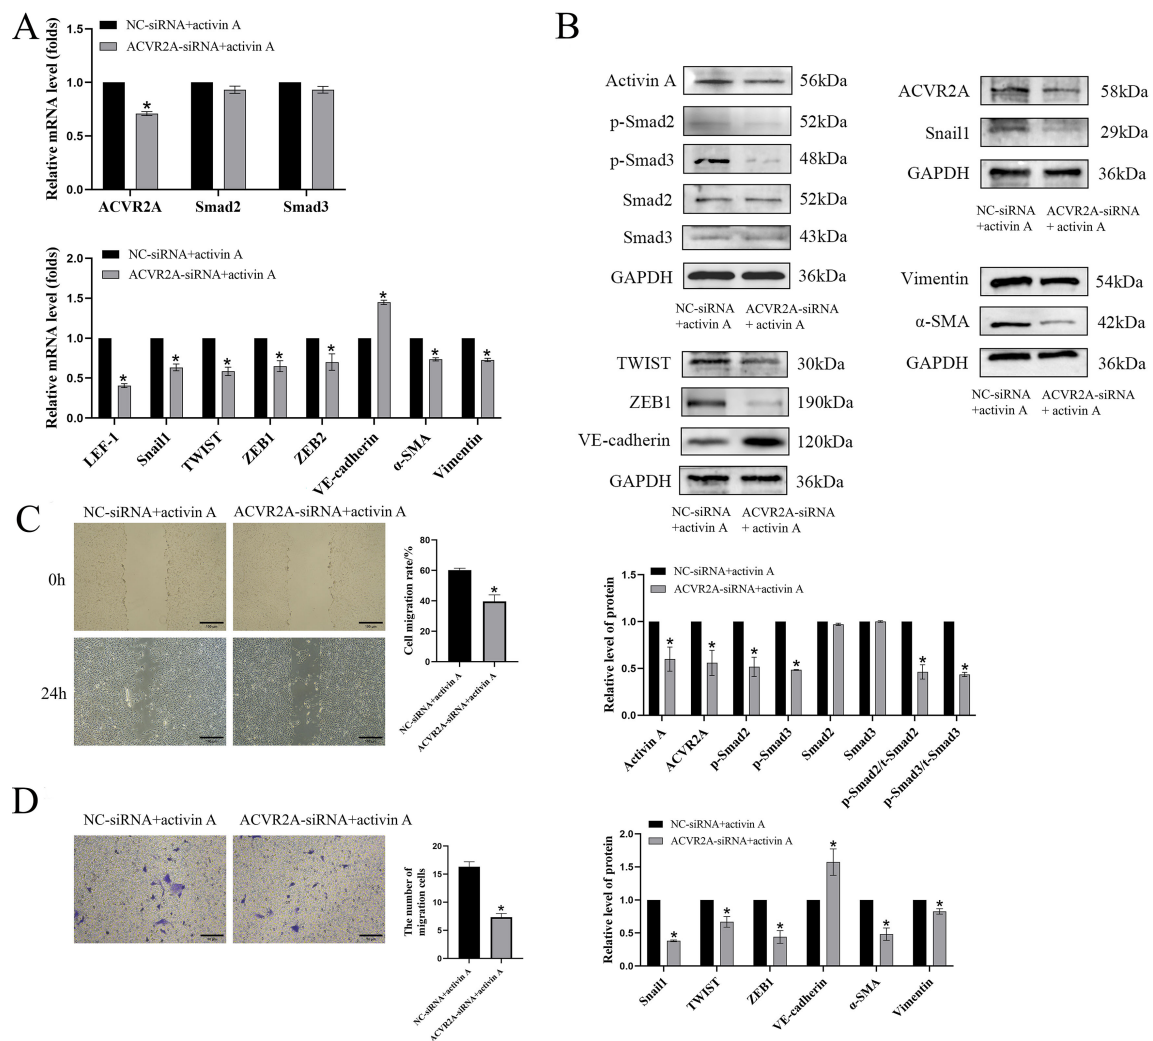 A
Relative mRNA level (folds)
NC-siRNA+activin A
ACVR2A-siRNA+activin A
1.5
1.0
0.5
0.0
*
ACVR2A
Smad2
Smad3
Relative mRNA level (folds)
NC-siRNA+activin A
ACVR2A-siRNA+activin A
2.0
1.5
1.0
0.5
0.0
* * * * * * * *
LEF-1
Snail1
TWIST
ZEB1
ZEB2
VE-cadherin
α-SMA
Vimentin
B
Activin A 56kDa
p-Smad2 52kDa
p-Smad3 48kDa
Smad2 52kDa
Smad3 43kDa
GAPDH 36kDa
NC-siRNA ACVR2A-siRNA
+activin A + activin A
TWIST 30kDa
ZEB1 190kDa
VE-cadherin 120kDa
GAPDH 36kDa
NC-siRNA ACVR2A-siRNA
+activin A + activin A
ACVR2A 58kDa
Snail1 29kDa
GAPDH 36kDa
NC-siRNA ACVR2A-siRNA
+activin A + activin A
Vimentin 54kDa
α-SMA 42kDa
GAPDH 36kDa
NC-siRNA ACVR2A-siRNA
+activin A + activin A
Relative level of protein
NC-siRNA+activin A
ACVR2A-siRNA+activin A
1.5
1.0
0.5
0.0
* * * * * *
Activin A
ACVR2A
p-Smad2
p-Smad3
Smad2
Smad3
p-Smad2/t-Smad2
p-Smad3/t-Smad3
Relative level of protein
NC-siRNA+activin A
ACVR2A-siRNA+activin A
2.0
1.5
1.0
0.5
0.0
* * * * * *
Snail1
TWIST
ZEB1
VE-cadherin
α-SMA
Vimentin
C
NC-siRNA+activin A ACVR2A-siRNA+activin A
0h
24h
Cell migration rate/%
80
60
40
20
0
*
NC-siRNA+activin A
ACVR2A-siRNA+activin A
D
NC-siRNA+activin A ACVR2A-siRNA+activin A
The number of
migration cells
20
15
10
5
0
*
NC-siRNA+activin A
ACVR2A-siRNA+activin A